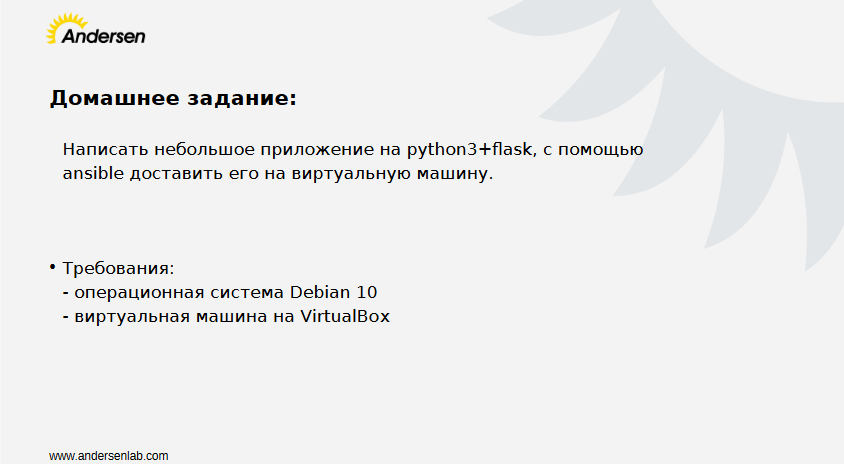 Andersen
Домашнее задание:
Написать небольшое приложение на python3+flask, с помощью
ansible доставить его на виртуальную машину.
• Требования:
- операционная система Debian 10
- виртуальная машина на VirtualBox
www.andersenlab.com